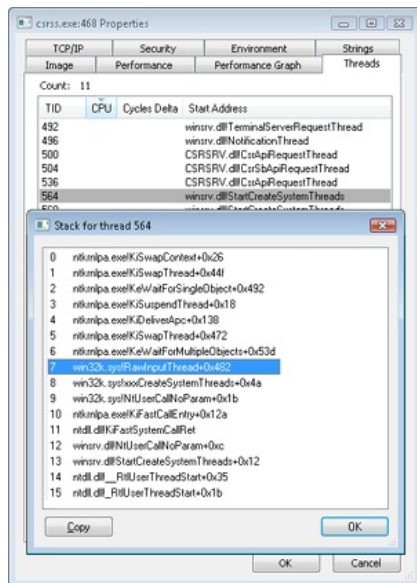 csrss.exe:468 Properties
TCP/IP Security Environment Strings
Image Performance Performance Graph Threads
Count: 11
TID CPU Cycles Delta Start Address
492 winsrv.dll!TerminalServerRequestThread
496 winsrv.dll!NotificationThread
500 CSRSRV.dll!CsrApiRequestThread
504 CSRSRV.dll!CsrSbApiRequestThread
536 CSRSRV.dll!CsrApiRequestThread
564 winsrv.dll!StartCreateSystemThreads
winsrv.dll!StartCreateSystemThreads
Stack for thread 564
0 ntkrnlpa.exe!KiSwapContext+0x26
1 ntkrnlpa.exe!KiSwapThread+0x44f
2 ntkrnlpa.exe!KeWaitForSingleObject+0x492
3 ntkrnlpa.exe!KiSuspendThread+0x18
4 ntkrnlpa.exe!KiDeliverApc+0x138
5 ntkrnlpa.exe!KiSwapThread+0x472
6 ntkrnlpa.exe!KeWaitForMultipleObjects+0x53d
7 win32k.sys!RawInputThread+0x482
8 win32k.sys!xxxCreateSystemThreads+0x4a
9 win32k.sys!NtUserCallNoParam+0x1b
10 ntkrnlpa.exe!KiFastCallEntry+0x12a
11 ntdll.dll!KiFastSystemCallRet
12 winsrv.dll!NtUserCallNoParam+0xc
13 winsrv.dll!StartCreateSystemThreads+0x12
14 ntdll.dll!__RtlUserThreadStart+0x35
15 ntdll.dll!_RtlUserThreadStart+0x1b
Copy OK
OK Cancel